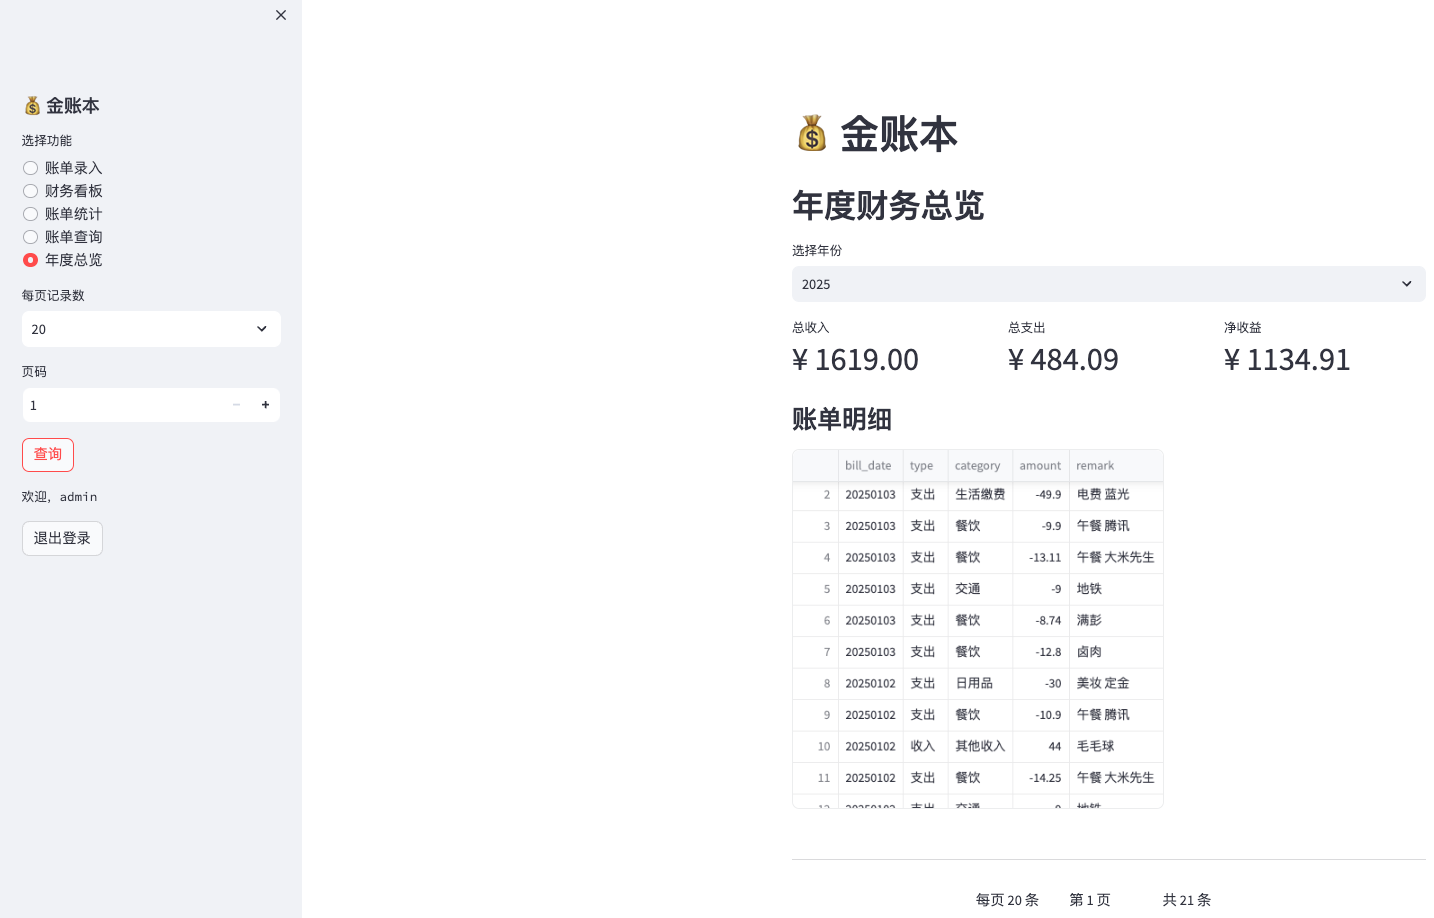 金账本
选择功能
账单录入
财务看板
账单统计
账单查询
年度总览
每页记录数
20
页码
1
查询
欢迎, admin
退出登录
金账本
年度财务总览
选择年份
2025
总收入 总支出 净收益
¥ 1619.00 ¥ 484.09 ¥ 1134.91
账单明细
bill_date type category amount remark
2 20250103 支出 生活缴费 -49.9 电费 蓝光
3 20250103 支出 餐饮 -9.9 午餐 腾讯
4 20250103 支出 餐饮 -13.11 午餐 大米先生
5 20250103 支出 交通 -9 地铁
6 20250103 支出 餐饮 -8.74 满彭
7 20250103 支出 餐饮 -12.8 卤肉
8 20250102 支出 日用品 -30 美妆 定金
9 20250102 支出 餐饮 -10.9 午餐 腾讯
10 20250102 收入 其他收入 44 毛毛球
11 20250102 支出 餐饮 -14.25 午餐 大米先生
每页 20 条 第 1 页 共 21 条